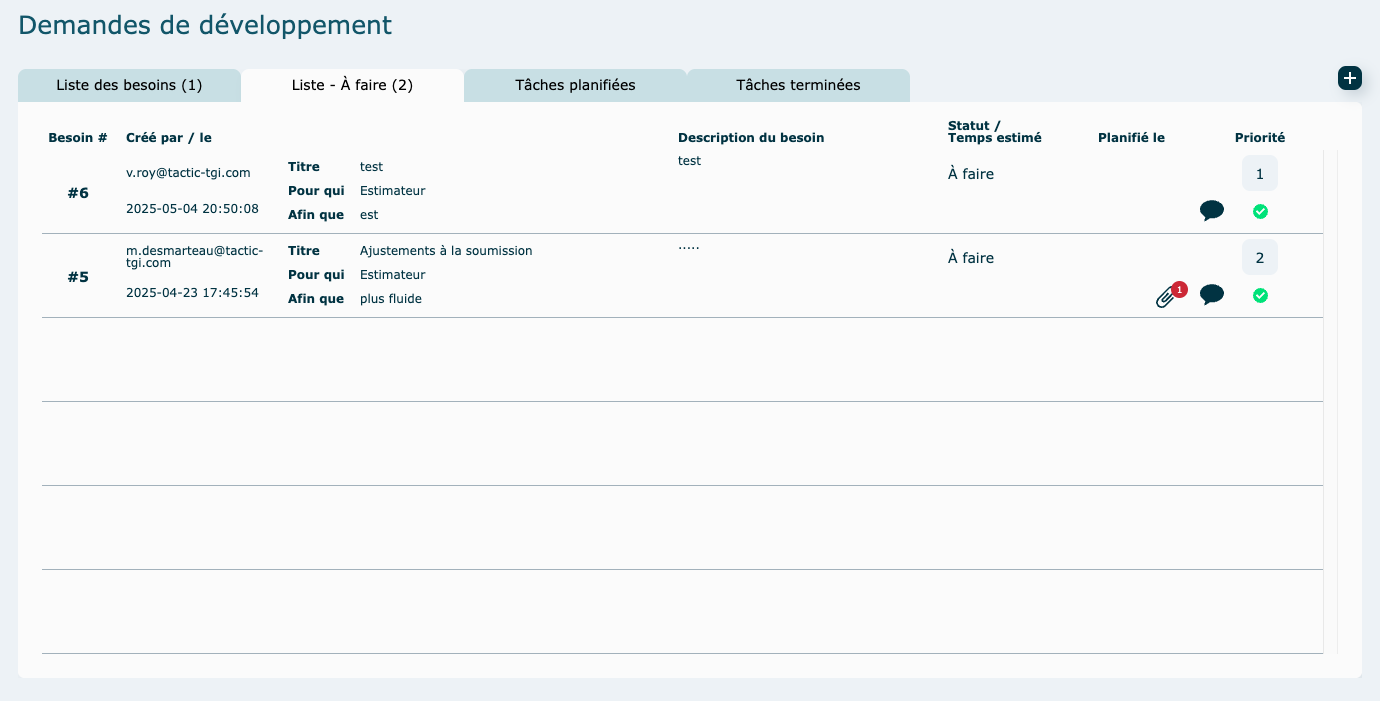 Demandes de développement
Liste des besoins (1)
Liste - À faire (2)
Tâches planifiées
Tâches terminées
Besoin #
Créé par / le
Description du besoin
Statut /
Temps estimé
Planifié le
Priorité
#6
v.roy@tactic-tgi.com
2025-05-04 20:50:08
Titre test
Pour qui Estimateur
Afin que est
test
À faire
1
#5
m.desmarteau@tactic-
tgi.com
2025-04-23 17:45:54
Titre Ajustements à la soumission
Pour qui Estimateur
Afin que plus fluide
.....
À faire
2
1